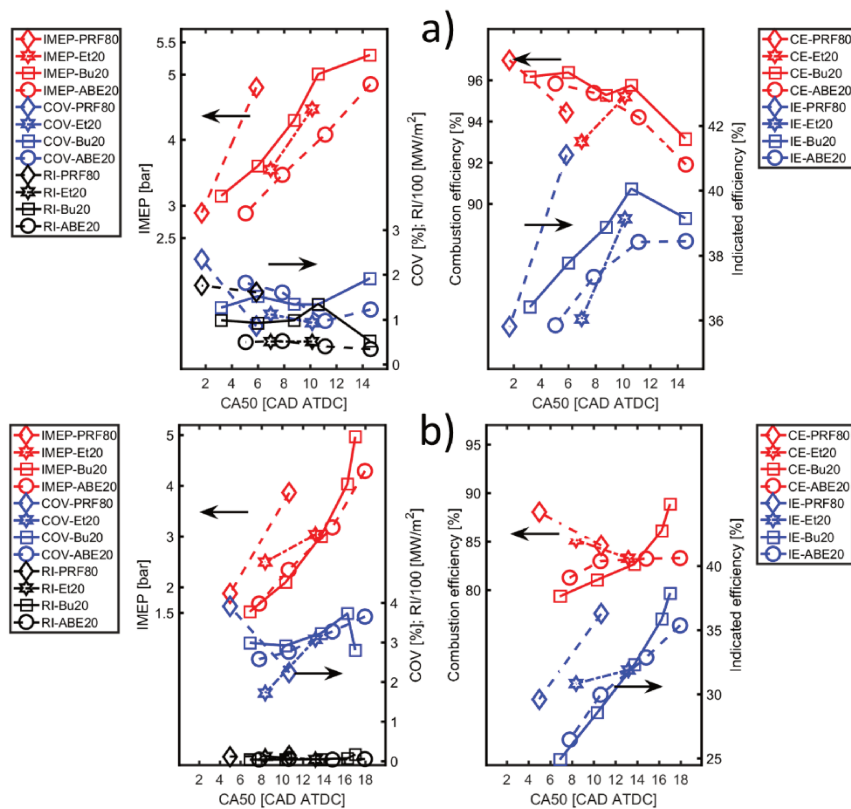 a)
IMEP-PRF80
IMEP-Et20
IMEP-Bu20
IMEP-ABE20
COV-PRF80
COV-Et20
COV-Bu20
COV-ABE20
RI-PRF80
RI-Et20
RI-Bu20
RI-ABE20
5.5
5
4
3
2.5
IMEP [bar]
3
2
1
0
COV [%]; RI/100 [MW/m²]
2 4 6 8 10 12 14
CA50 [CAD ATDC]
96
94
92
90
Combustion efficiency [%]
42
40
38
36
Indicated efficiency [%]
2 4 6 8 10 12 14
CA50 [CAD ATDC]
CE-PRF80
CE-Et20
CE-Bu20
CE-ABE20
IE-PRF80
IE-Et20
IE-Bu20
IE-ABE20
b)
IMEP-PRF80
IMEP-Et20
IMEP-Bu20
IMEP-ABE20
COV-PRF80
COV-Et20
COV-Bu20
COV-ABE20
RI-PRF80
RI-Et20
RI-Bu20
RI-ABE20
5
4
3
2
1.5
IMEP [bar]
4
3
2
1
0
COV [%]; RI/100 [MW/m²]
2 4 6 8 10 12 14 16 18
CA50 [CAD ATDC]
95
90
85
80
Combustion efficiency [%]
40
35
30
25
Indicated efficiency [%]
2 4 6 8 10 12 14 16 18
CA50 [CAD ATDC]
CE-PRF80
CE-Et20
CE-Bu20
CE-ABE20
IE-PRF80
IE-Et20
IE-Bu20
IE-ABE20